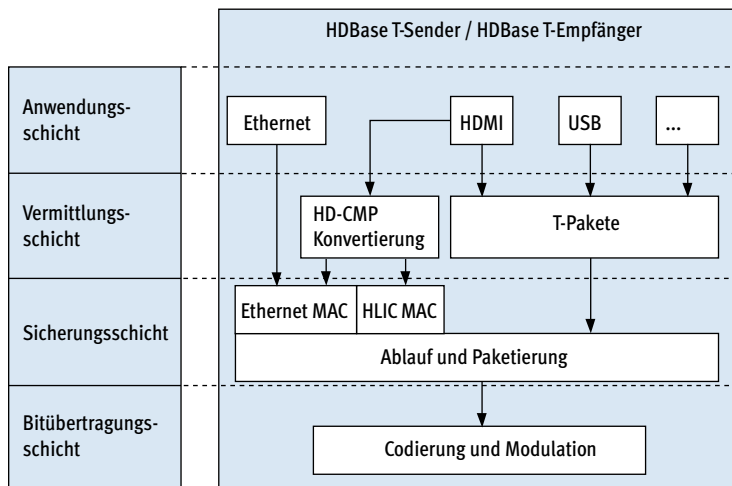 HDBase T-Sender / HDBase T-Empfänger
Anwendungs-
schicht
Ethernet
HDMI
USB
...
Vermittlungs-
schicht
HD-CMP
Konvertierung
T-Pakete
Sicherungsschicht
Ethernet MAC
HLIC MAC
Ablauf und Paketierung
Bitübertragungs-
schicht
Codierung und Modulation